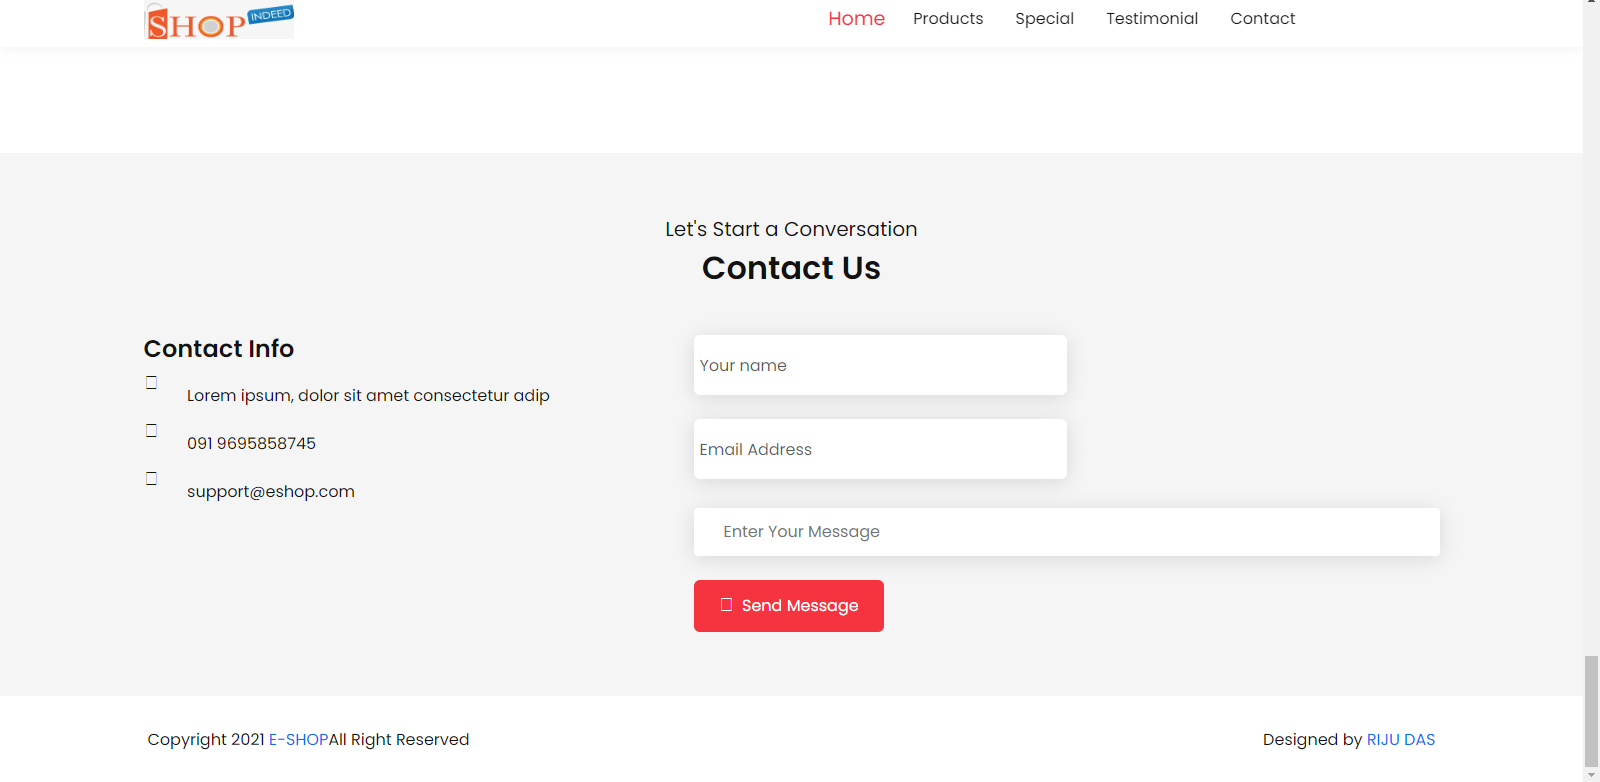 SHOP INDEED
Home Products Special Testimonial Contact
Let's Start a Conversation
Contact Us
Contact Info
Lorem ipsum, dolor sit amet consectetur adip
091 9695858745
support@eshop.com
Your name
Email Address
Enter Your Message
Send Message
Copyright 2021 E-SHOPAll Right Reserved
Designed by RIJU DAS